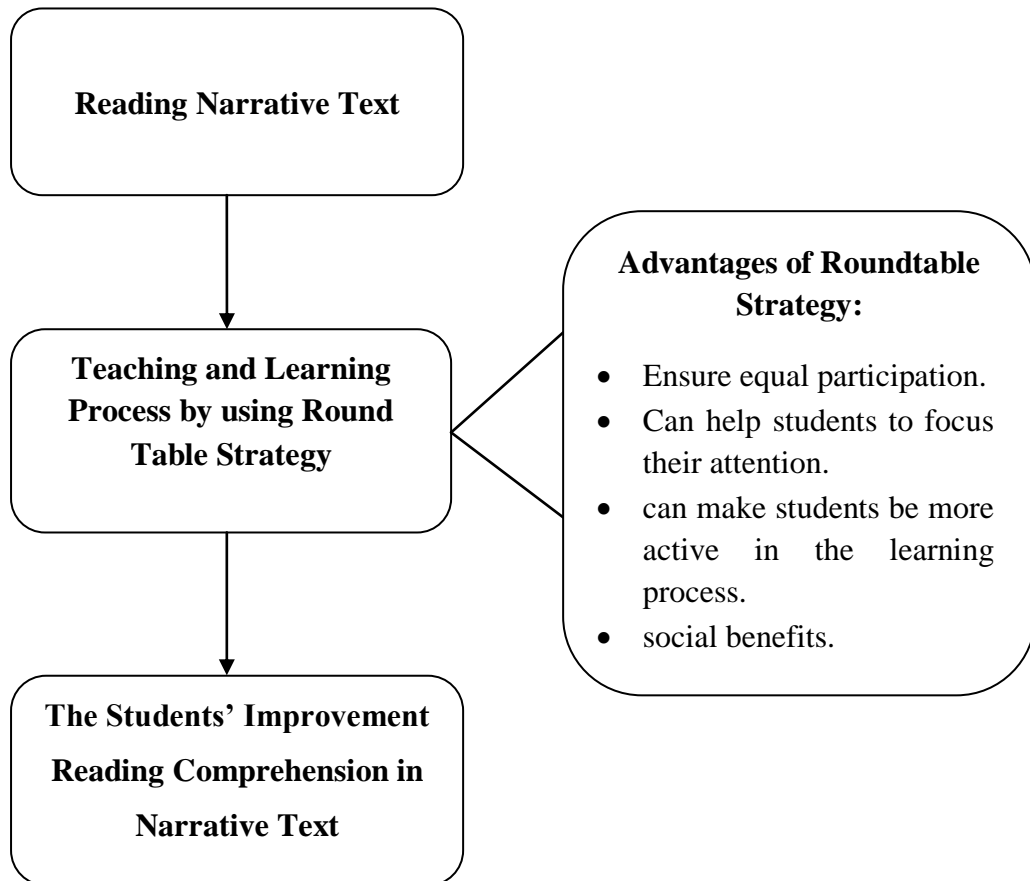 Reading Narrative Text
Teaching and Learning
Process by using Round
Table Strategy
Advantages of Roundtable
Strategy:
• Ensure equal participation.
• Can help students to focus
their attention.
• can make students be more
active in the learning
process.
• social benefits.
The Students’ Improvement
Reading Comprehension in
Narrative Text